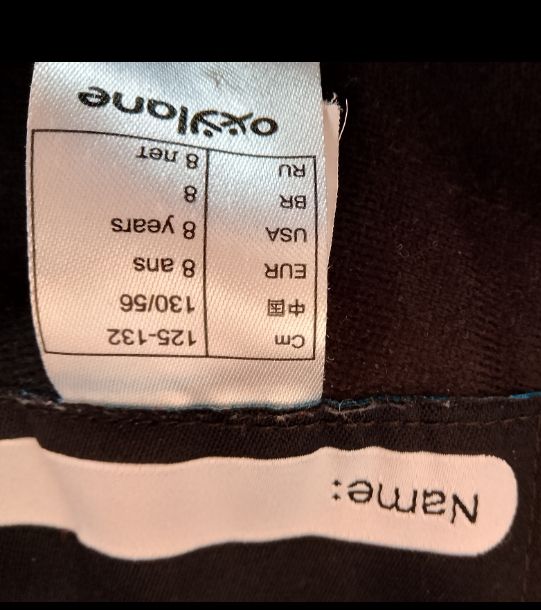 Name:
Cm 125-132
中国 130/56
EUR 8 ans
USA 8 years
BR 8
RU 8 лет
oxylane